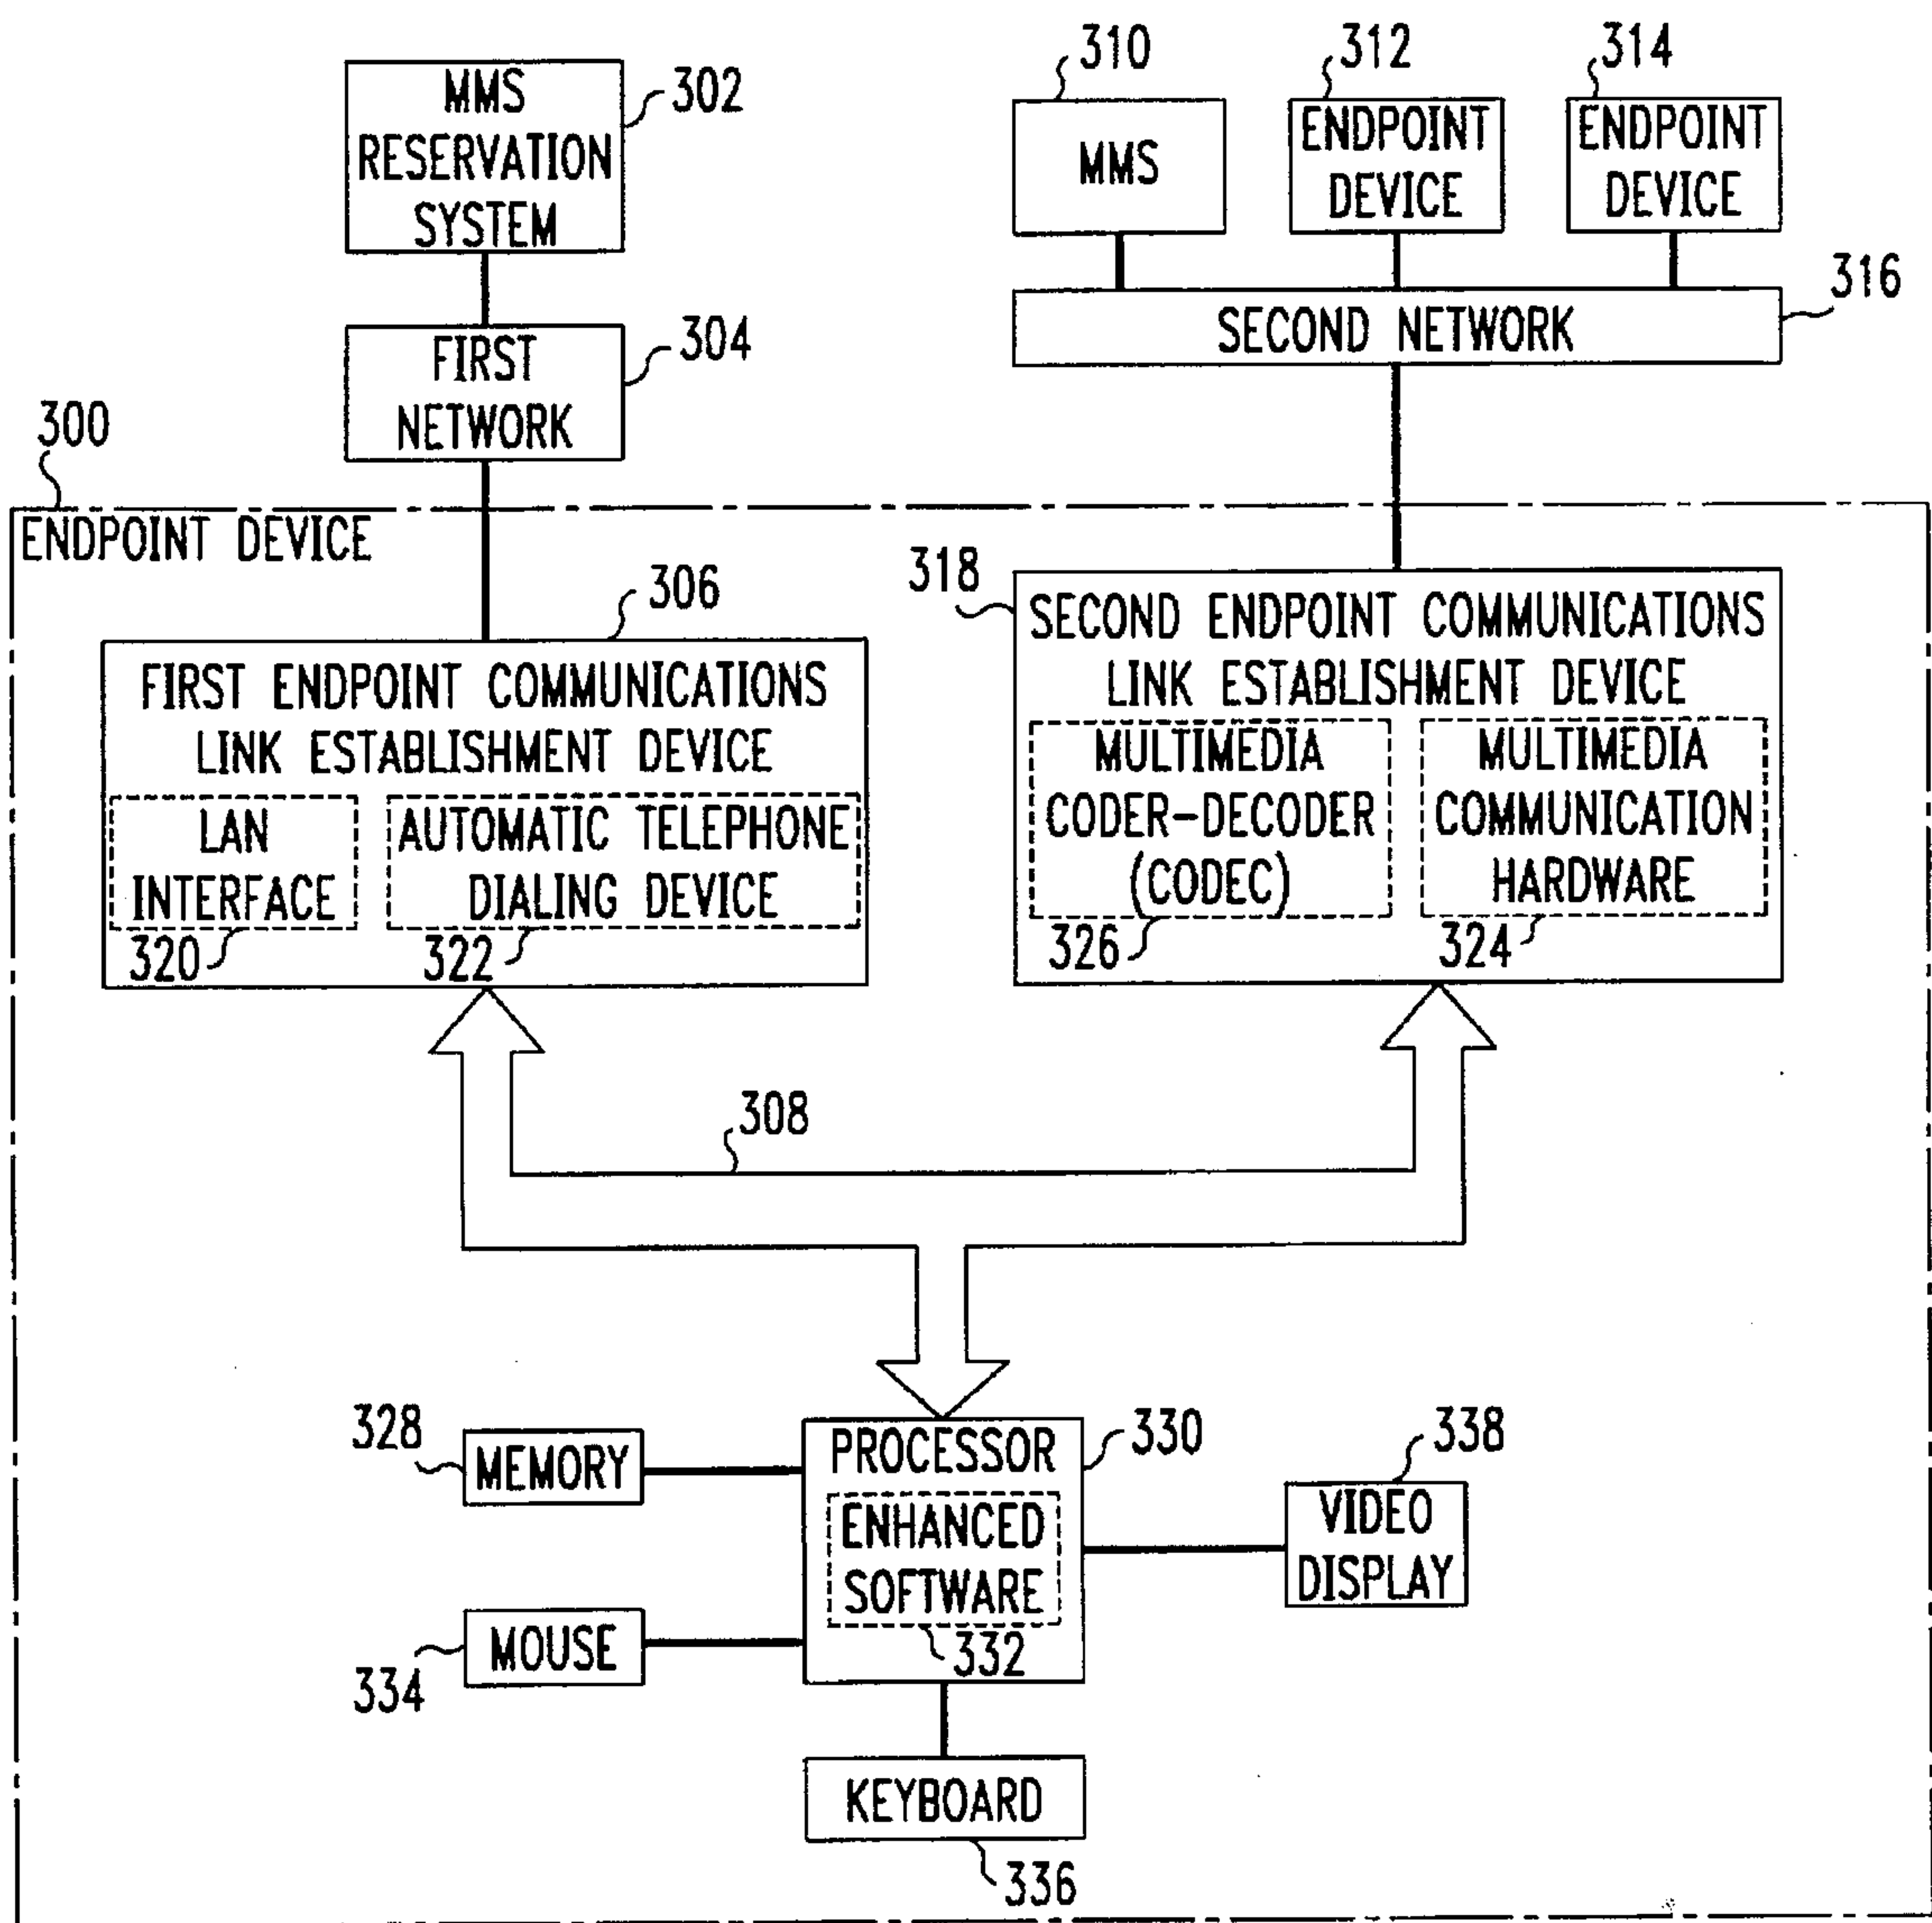 MMS
RESERVATION
SYSTEM
302
FIRST
NETWORK
304
310
MMS
312
ENDPOINT
DEVICE
314
ENDPOINT
DEVICE
316
SECOND NETWORK
300
ENDPOINT DEVICE
306
FIRST ENDPOINT COMMUNICATIONS
LINK ESTABLISHMENT DEVICE
LAN
INTERFACE
320
AUTOMATIC TELEPHONE
DIALING DEVICE
322
318
SECOND ENDPOINT COMMUNICATIONS
LINK ESTABLISHMENT DEVICE
MULTIMEDIA
CODER-DECODER
(CODEC)
326
MULTIMEDIA
COMMUNICATION
HARDWARE
324
308
328
MEMORY
PROCESSOR
330
ENHANCED
SOFTWARE
332
338
VIDEO
DISPLAY
MOUSE
334
KEYBOARD
336